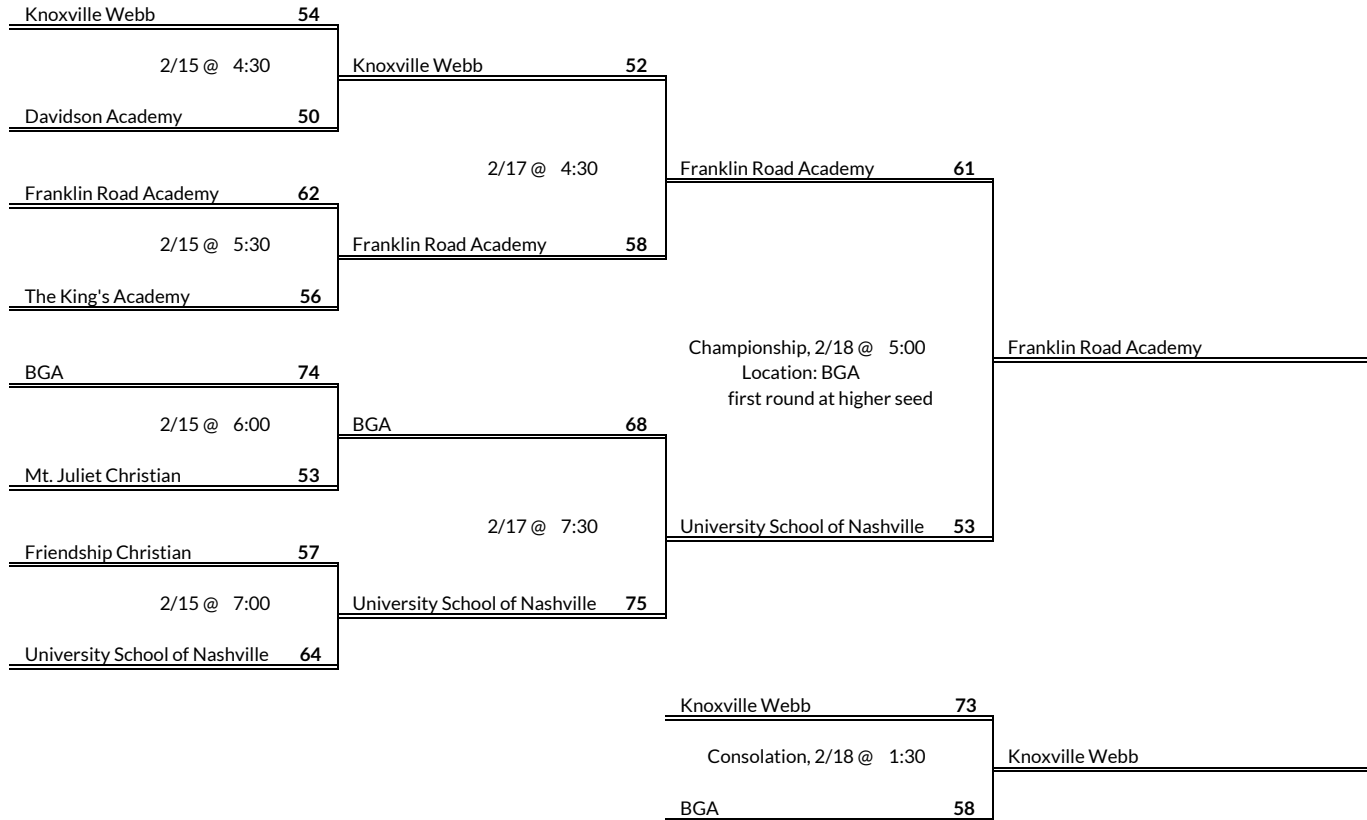 Knoxville Webb 54
2/15 @ 4:30
Knoxville Webb 52
Davidson Academy 50
2/17 @ 4:30
Franklin Road Academy 61
Franklin Road Academy 62
2/15 @ 5:30
Franklin Road Academy 58
The King's Academy 56
Championship, 2/18 @ 5:00
Franklin Road Academy
BGA 74
Location: BGA
first round at higher seed
2/15 @ 6:00
BGA 68
Mt. Juliet Christian 53
2/17 @ 7:30
University School of Nashville 53
Friendship Christian 57
2/15 @ 7:00
University School of Nashville 75
University School of Nashville 64
Knoxville Webb 73
Consolation, 2/18 @ 1:30
Knoxville Webb
BGA 58